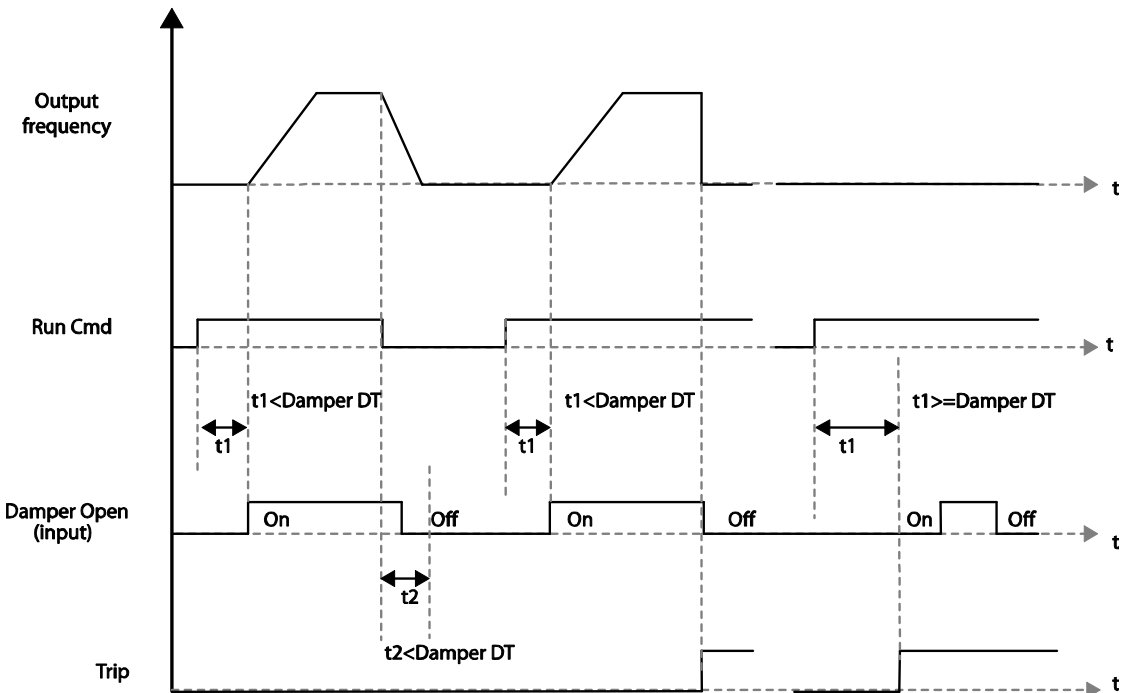 Output
frequency
t
Run Cmd
t
t1<Damper DT
t1<Damper DT
t1>=Damper DT
t1
t1
t1
Damper Open
(input)
On
Off
On
Off
On
Off
t
t2
t2<Damper DT
Trip
t